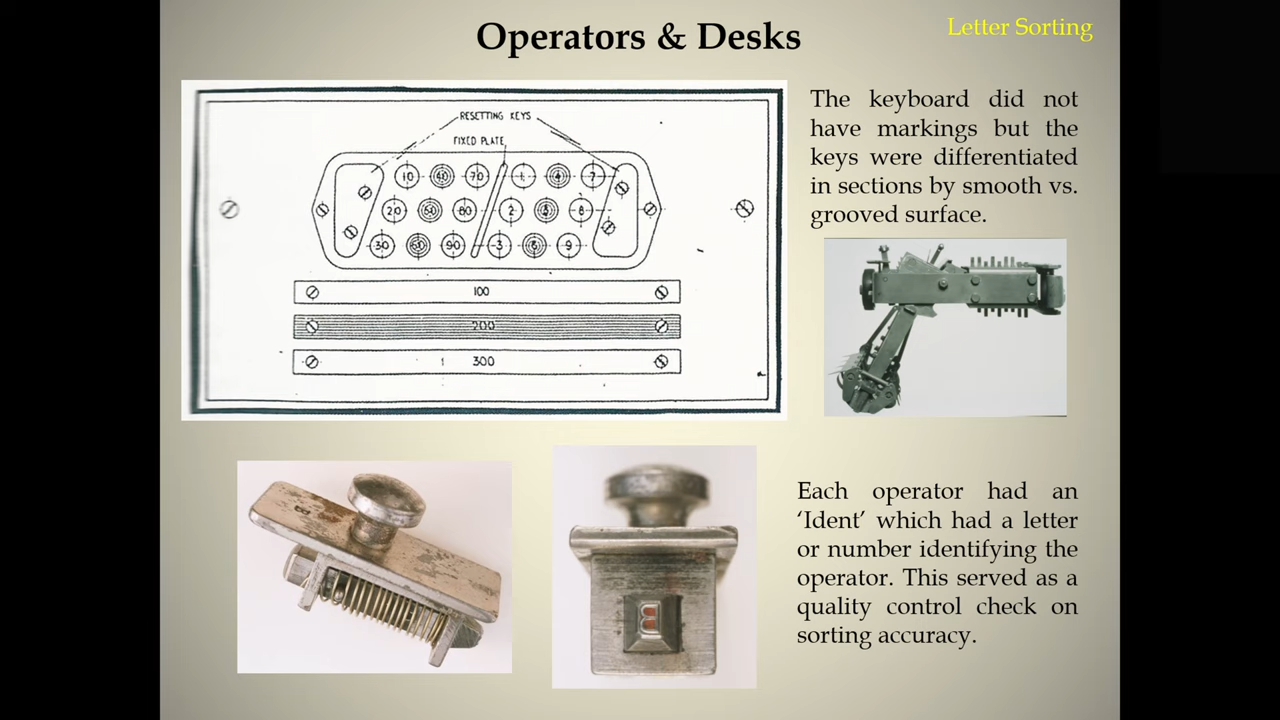 Operators & Desks
Letter Sorting
RESETTING KEYS
FIXED PLATE
10 40 70 1 4 7
20 50 80 2 5 8
30 60 90 3 6 9
100
200
300
The keyboard did not
have markings but the
keys were differentiated
in sections by smooth vs.
grooved surface.
Each operator had an
‘Ident’ which had a letter
or number identifying the
operator. This served as a
quality control check on
sorting accuracy.